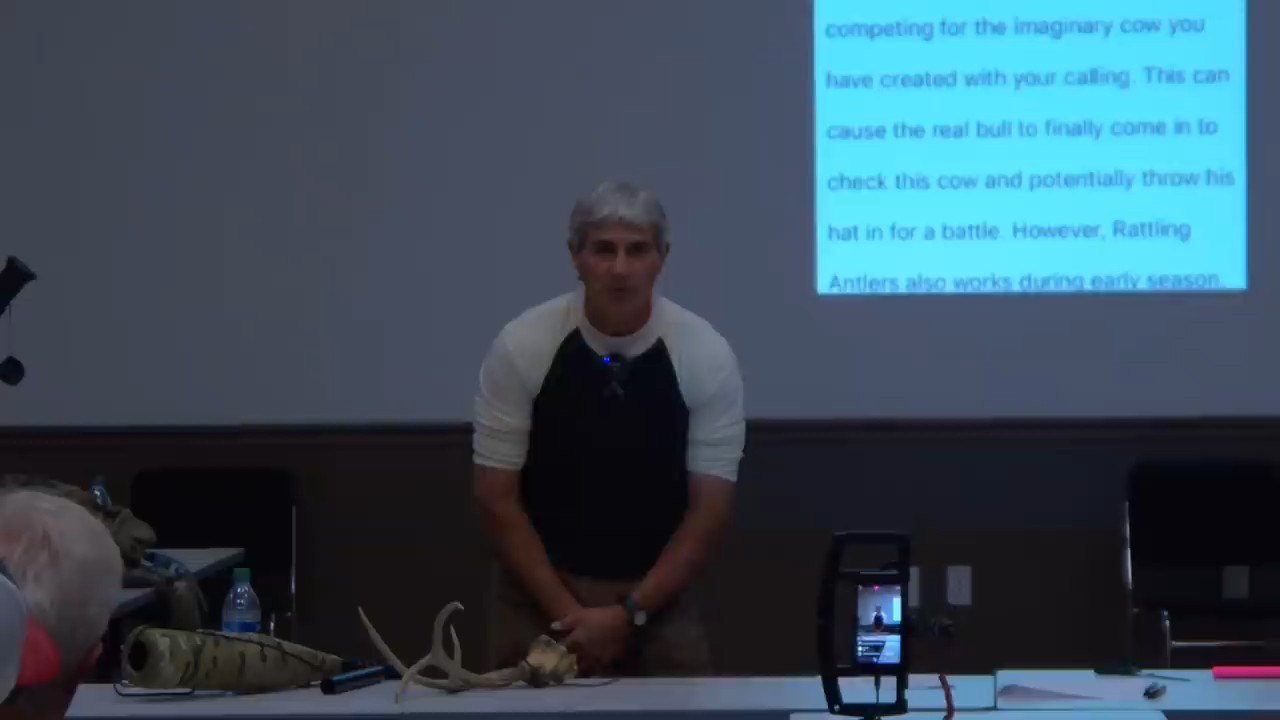 competing for the imaginary cow you
have created with your calling. This can
cause the real bull to finally come in to
check this cow and potentially throw his
hat in for a battle. However, Rattling
Antlers also works during early season,